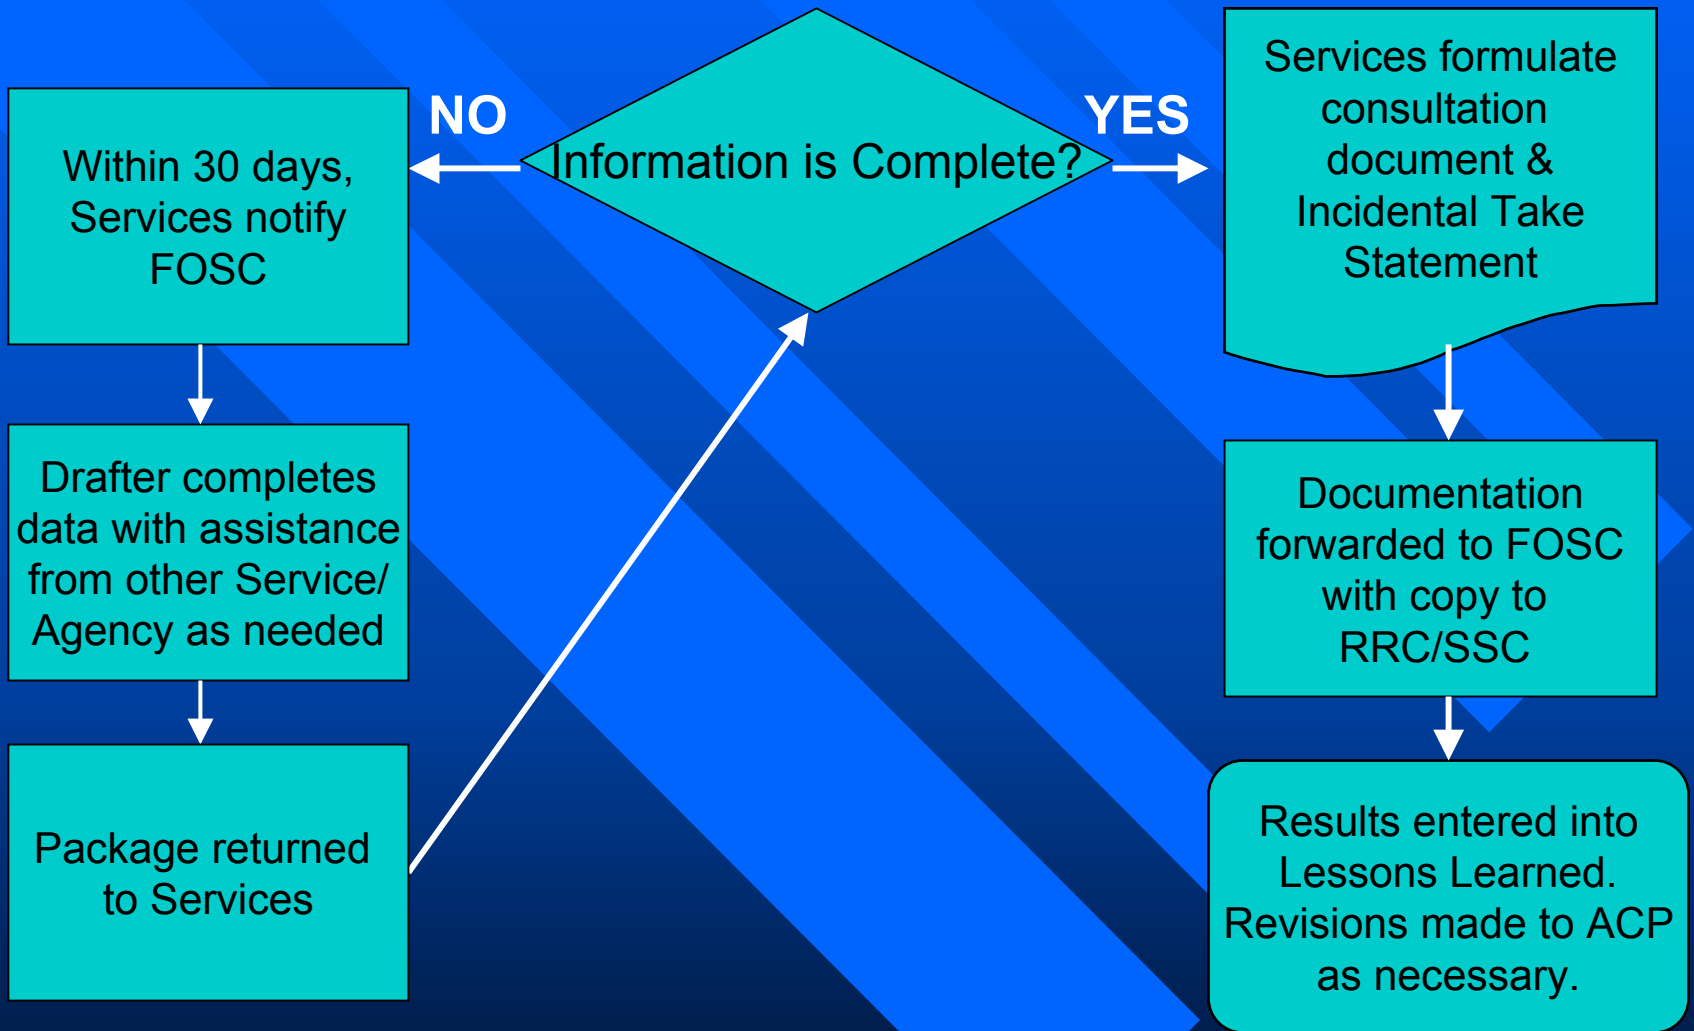 Information is Complete?
NO
Within 30 days,
Services notify
FOSC
Drafter completes
data with assistance
from other Service/
Agency as needed
Package returned
to Services
YES
Services formulate
consultation
document &
Incidental Take
Statement
Documentation
forwarded to FOSC
with copy to
RRC/SSC
Results entered into
Lessons Learned.
Revisions made to ACP
as necessary.